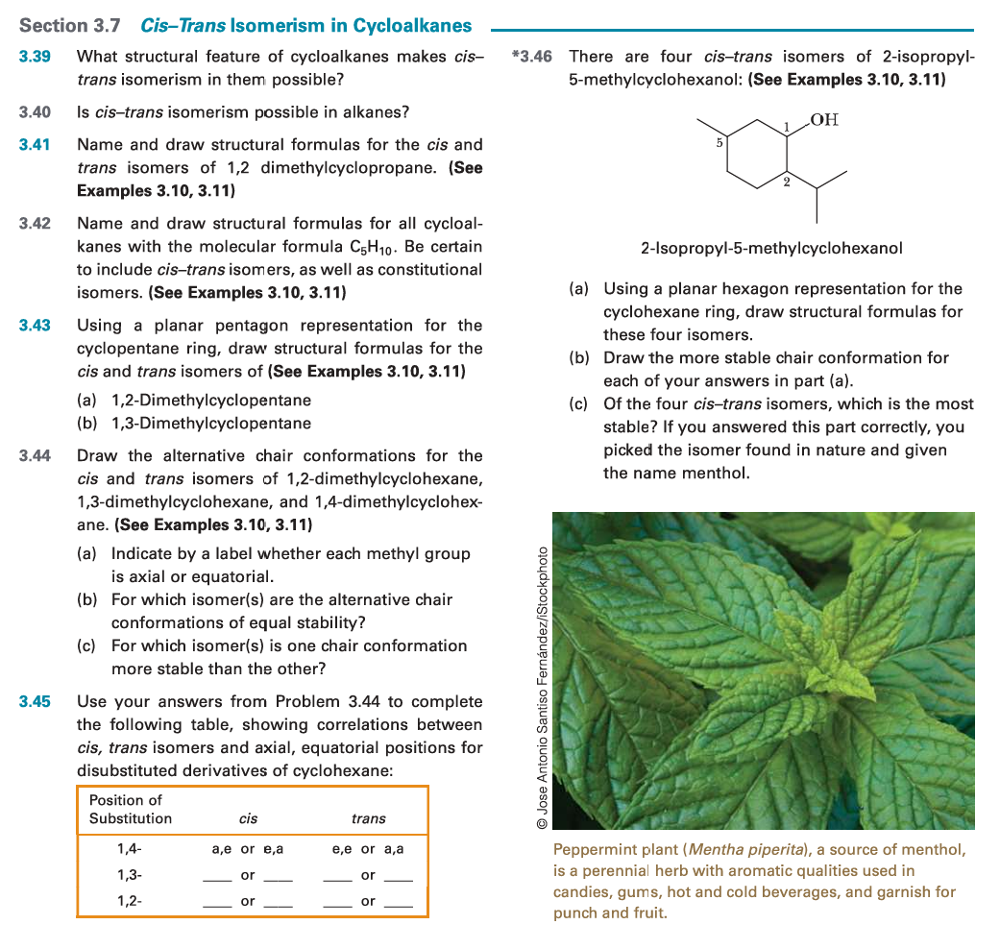 Section 3.7 Cis–Trans Isomerism in Cycloalkanes
3.39 What structural feature of cycloalkanes makes cis–
trans isomerism in them possible?
3.40 Is cis–trans isomerism possible in alkanes?
3.41 Name and draw structural formulas for the cis and
trans isomers of 1,2 dimethylcyclopropane. (See
Examples 3.10, 3.11)
3.42 Name and draw structural formulas for all cycloal-
kanes with the molecular formula C₅H₁₀. Be certain
to include cis–trans isomers, as well as constitutional
isomers. (See Examples 3.10, 3.11)
3.43 Using a planar pentagon representation for the
cyclopentane ring, draw structural formulas for the
cis and trans isomers of (See Examples 3.10, 3.11)
(a) 1,2-Dimethylcyclopentane
(b) 1,3-Dimethylcyclopentane
3.44 Draw the alternative chair conformations for the
cis and trans isomers of 1,2-dimethylcyclohexane,
1,3-dimethylcyclohexane, and 1,4-dimethylcyclohex-
ane. (See Examples 3.10, 3.11)
(a) Indicate by a label whether each methyl group
is axial or equatorial.
(b) For which isomer(s) are the alternative chair
conformations of equal stability?
(c) For which isomer(s) is one chair conformation
more stable than the other?
3.45 Use your answers from Problem 3.44 to complete
the following table, showing correlations between
cis, trans isomers and axial, equatorial positions for
disubstituted derivatives of cyclohexane:
Position of
Substitution cis trans
1,4- a,e or e,a e,e or a,a
1,3- ___ or ___ ___ or ___
1,2- ___ or ___ ___ or ___
*3.46 There are four cis–trans isomers of 2-isopropyl-
5-methylcyclohexanol: (See Examples 3.10, 3.11)
1 OH
5
2
2-Isopropyl-5-methylcyclohexanol
(a) Using a planar hexagon representation for the
cyclohexane ring, draw structural formulas for
these four isomers.
(b) Draw the more stable chair conformation for
each of your answers in part (a).
(c) Of the four cis–trans isomers, which is the most
stable? If you answered this part correctly, you
picked the isomer found in nature and given
the name menthol.
© Jose Antonio Santiso Fernández/iStockphoto
Peppermint plant (Mentha piperita), a source of menthol,
is a perennial herb with aromatic qualities used in
candies, gums, hot and cold beverages, and garnish for
punch and fruit.